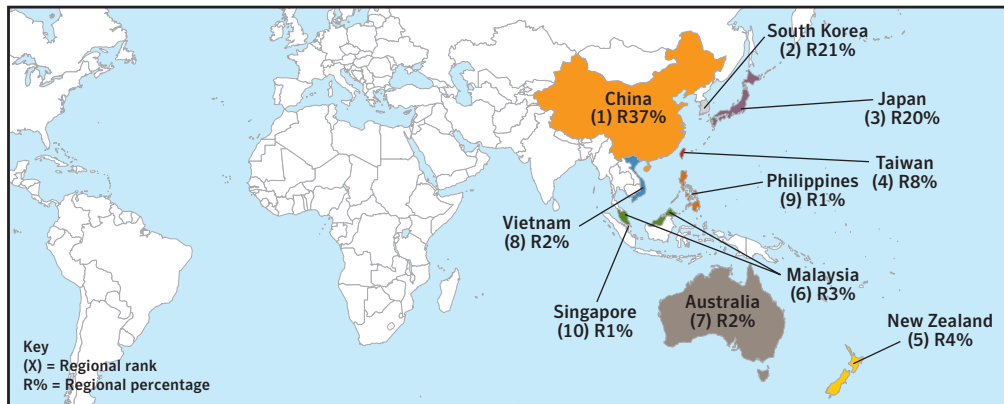 South Korea
(2) R21%
China
(1) R37%
Japan
(3) R20%
Taiwan
(4) R8%
Philippines
(9) R1%
Vietnam
(8) R2%
Malaysia
(6) R3%
Singapore
(10) R1%
Australia
(7) R2%
New Zealand
(5) R4%
Key
(X) = Regional rank
R% = Regional percentage